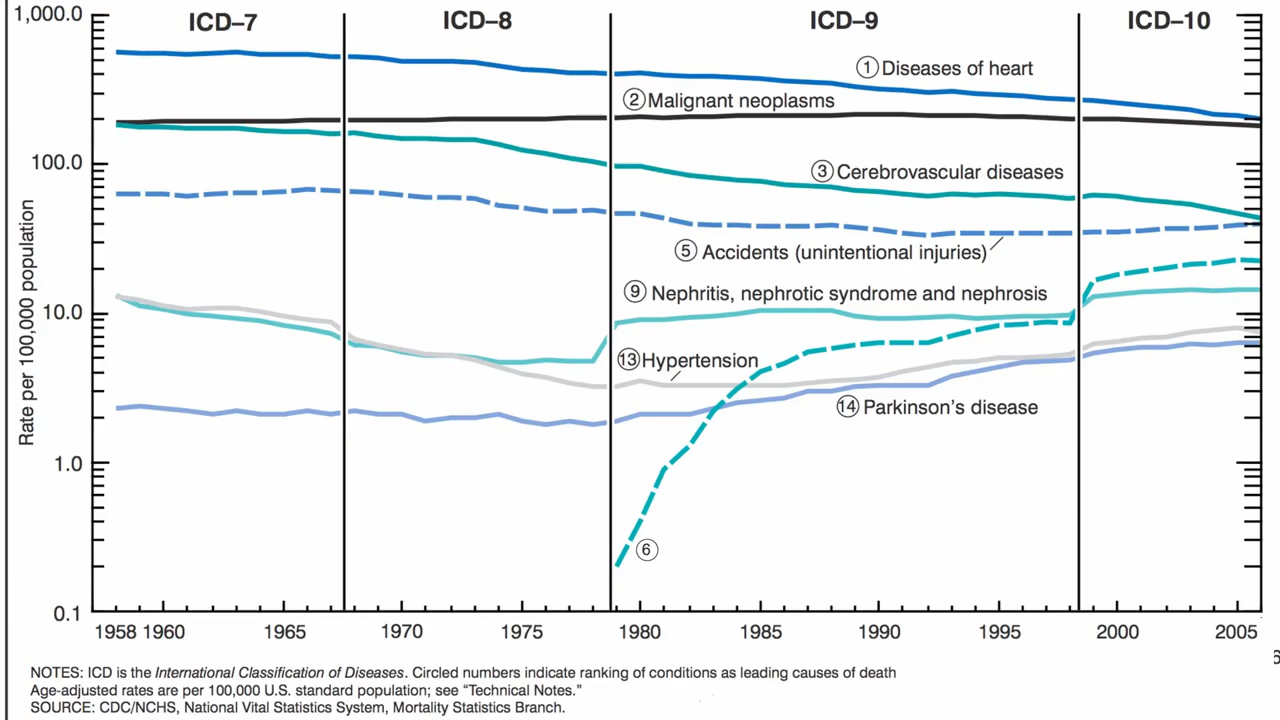 ICD–7
ICD–8
ICD–9
ICD–10
1,000.0
100.0
10.0
1.0
0.1
Rate per 100,000 population
① Diseases of heart
② Malignant neoplasms
③ Cerebrovascular diseases
⑤ Accidents (unintentional injuries)
⑨ Nephritis, nephrotic syndrome and nephrosis
⑬ Hypertension
⑭ Parkinson's disease
⑥
1958 1960 1965 1970 1975 1980 1985 1990 1995 2000 2005
6
NOTES: ICD is the International Classification of Diseases. Circled numbers indicate ranking of conditions as leading causes of death
Age-adjusted rates are per 100,000 U.S. standard population; see “Technical Notes.”
SOURCE: CDC/NCHS, National Vital Statistics System, Mortality Statistics Branch.